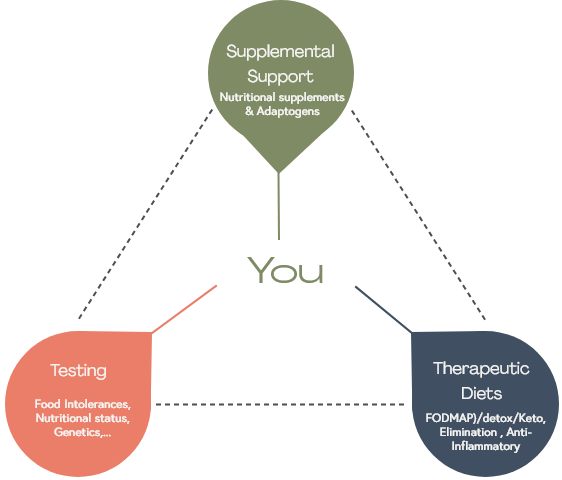 Supplemental
Support
Nutritional supplements
& Adaptogens
You
Testing
Food Intolerances,
Nutritional status,
Genetics,...
Therapeutic
Diets
FODMAP)/detox/Keto,
Elimination , Anti-
Inflammatory